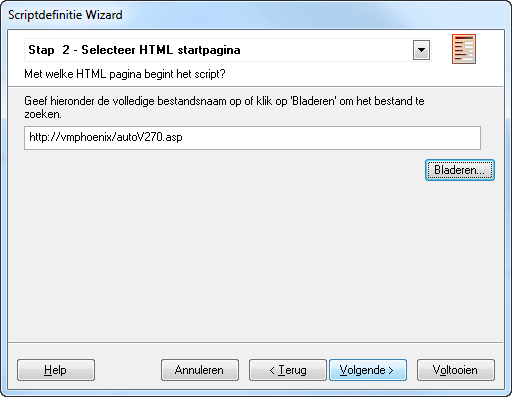 Scriptdefinitie Wizard
Stap 2 - Selecteer HTML startpagina
Met welke HTML pagina begint het script?
Geef hieronder de volledige bestandsnaam op of klik op 'Bladeren' om het bestand te
zoeken.
http://vmphoenix/autoV270.asp
Bladeren...
Help Annuleren < Terug Volgende > Voltooien